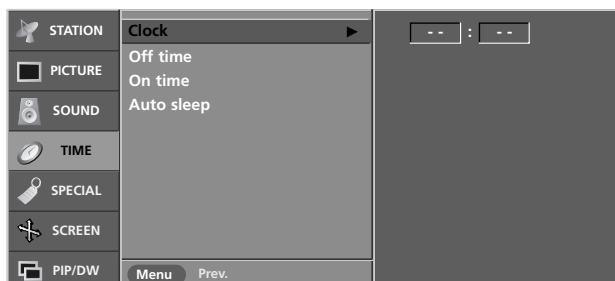 STATION
PICTURE
SOUND
TIME
SPECIAL
SCREEN
PIP/DW
Clock ►
Off time
On time
Auto sleep
Menu Prev.
- - : - -